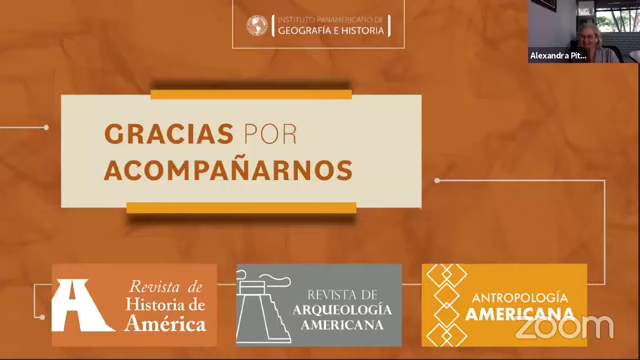 INSTITUTO PANAMERICANO DE
GEOGRAFÍA E HISTORIA
Alexandra Pit...
GRACIAS POR
ACOMPAÑARNOS
Revista de
Historia de
América
REVISTA DE
ARQUEOLOGÍA
AMERICANA
ANTROPOLOGÍA
AMERICANA
zoom